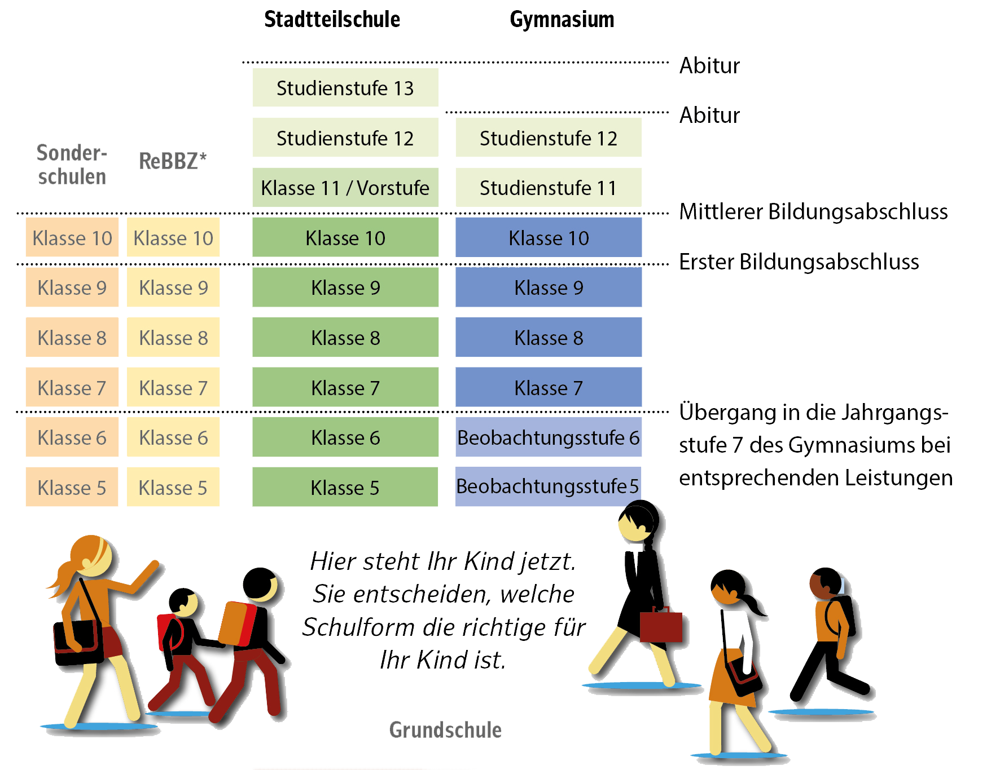 Stadtteilschule
Gymnasium
Abitur
Studienstufe 13
Abitur
Studienstufe 12
Studienstufe 12
Sonder-
schulen
ReBBZ*
Klasse 11 / Vorstufe
Studienstufe 11
Mittlerer Bildungsabschluss
Klasse 10
Klasse 10
Klasse 10
Klasse 10
Erster Bildungsabschluss
Klasse 9
Klasse 9
Klasse 9
Klasse 9
Klasse 8
Klasse 8
Klasse 8
Klasse 8
Klasse 7
Klasse 7
Klasse 7
Klasse 7
Übergang in die Jahrgangs-
stufe 7 des Gymnasiums bei
entsprechenden Leistungen
Klasse 6
Klasse 6
Klasse 6
Beobachtungsstufe 6
Klasse 5
Klasse 5
Klasse 5
Beobachtungsstufe 5
Hier steht Ihr Kind jetzt.
Sie entscheiden, welche
Schulform die richtige für
Ihr Kind ist.
Grundschule